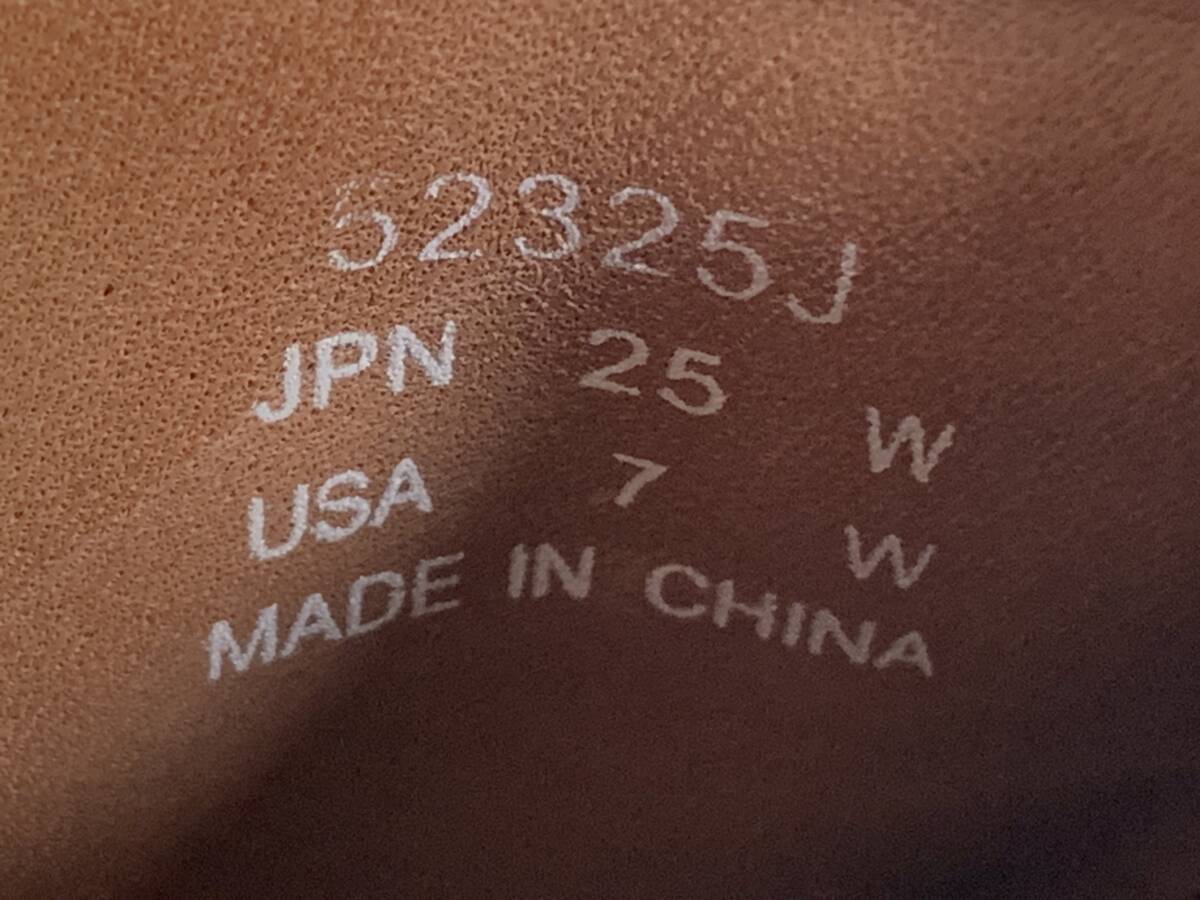 52325J
JPN 25 W
USA 7 W
MADE IN CHINA